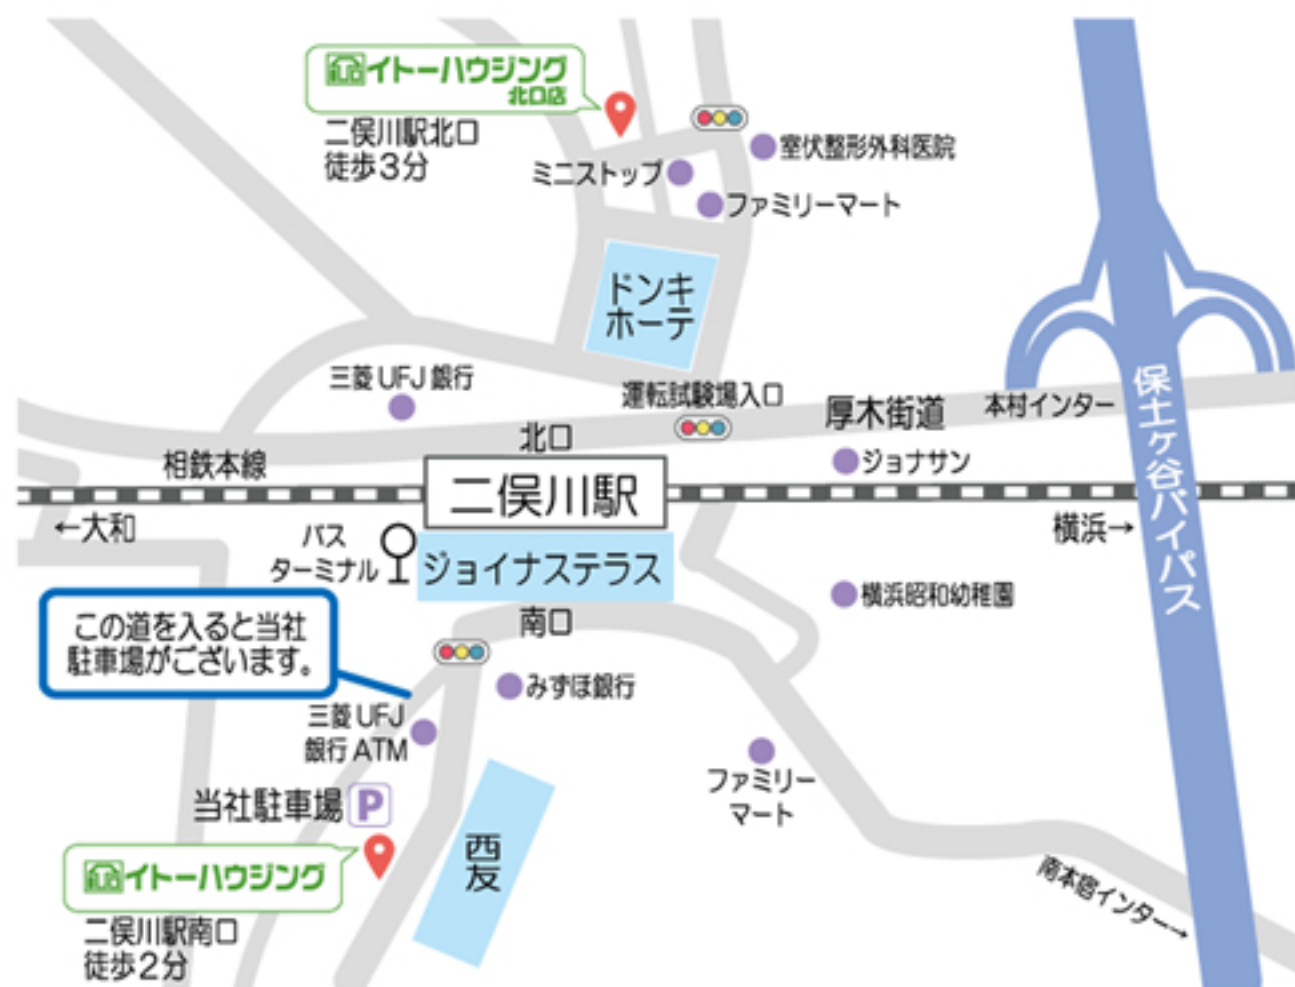 イトーハウジング
北口店
二俣川駅北口
徒歩3分
室伏整形外科医院
ミニストップ
ファミリーマート
ドンキ
ホーテ
三菱UFJ銀行
運転試験場入口
厚木街道
本村インター
保土ヶ谷バイパス
北口
相鉄本線
ジョナサン
二俣川駅
←大和
横浜→
バス
ターミナル
ジョイナステラス
横浜昭和幼稚園
この道を入ると当社
駐車場がございます。
南口
みずほ銀行
三菱UFJ
銀行ATM
ファミリー
マート
当社駐車場 P
西友
イトーハウジング
南本宿インター→
二俣川駅南口
徒歩2分